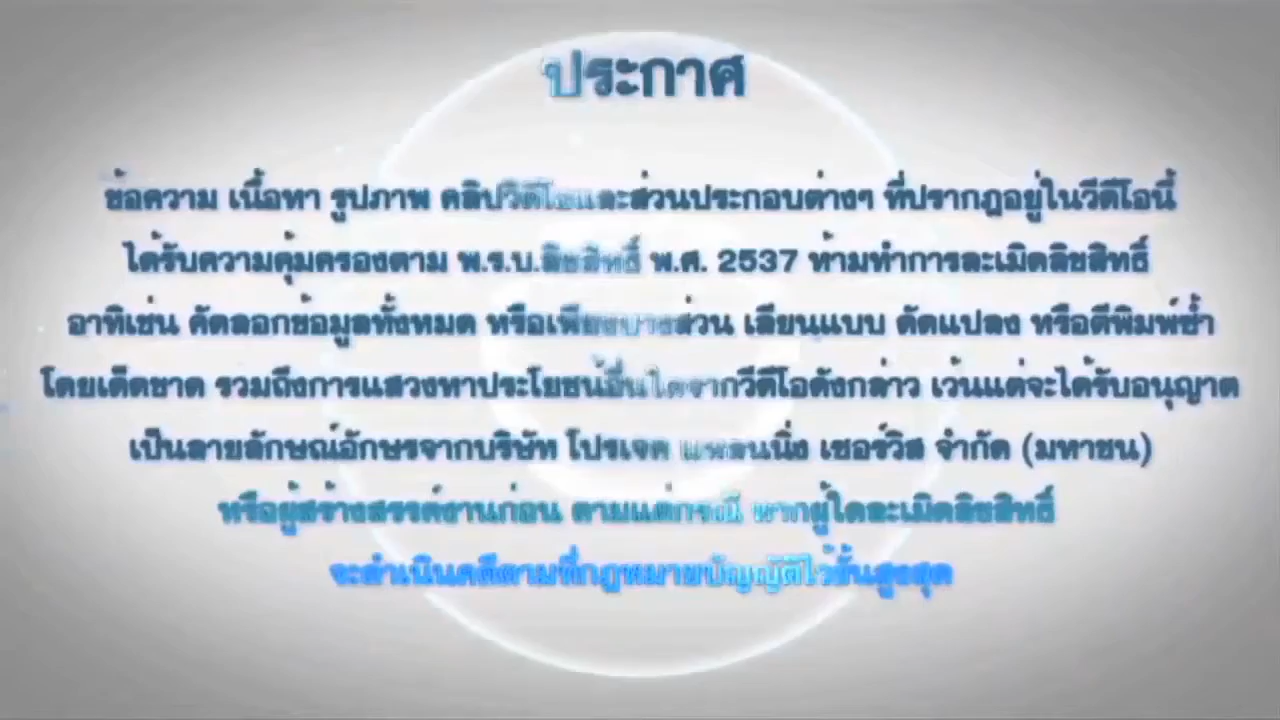 ประกาศ
ข้อความ เนื้อหา รูปภาพ คลิปวิดีโอและส่วนประกอบต่างๆ ที่ปรากฏอยู่ในวีดีโอนี้
ได้รับความคุ้มครองตาม พ.ร.บ.ลิขสิทธิ์ พ.ศ. 2537 ห้ามทำการละเมิดลิขสิทธิ์
อาทิเช่น คัดลอกข้อมูลทั้งหมด หรือเพียงบางส่วน เลียนแบบ ดัดแปลง หรือตีพิมพ์ซ้ำ
โดยเด็ดขาด รวมถึงการแสวงหาประโยชน์อื่นใดจากวีดีโอดังกล่าว เว้นแต่จะได้รับอนุญาต
เป็นลายลักษณ์อักษรจากบริษัท โปรเจค แพลนนิ่ง เซอร์วิส จำกัด (มหาชน)
หรือผู้สร้างสรรค์งานก่อน ตามแต่กรณี หากผู้ใดละเมิดลิขสิทธิ์
จะดำเนินคดีตามที่กฎหมายบัญญัติไว้ขั้นสูงสุด